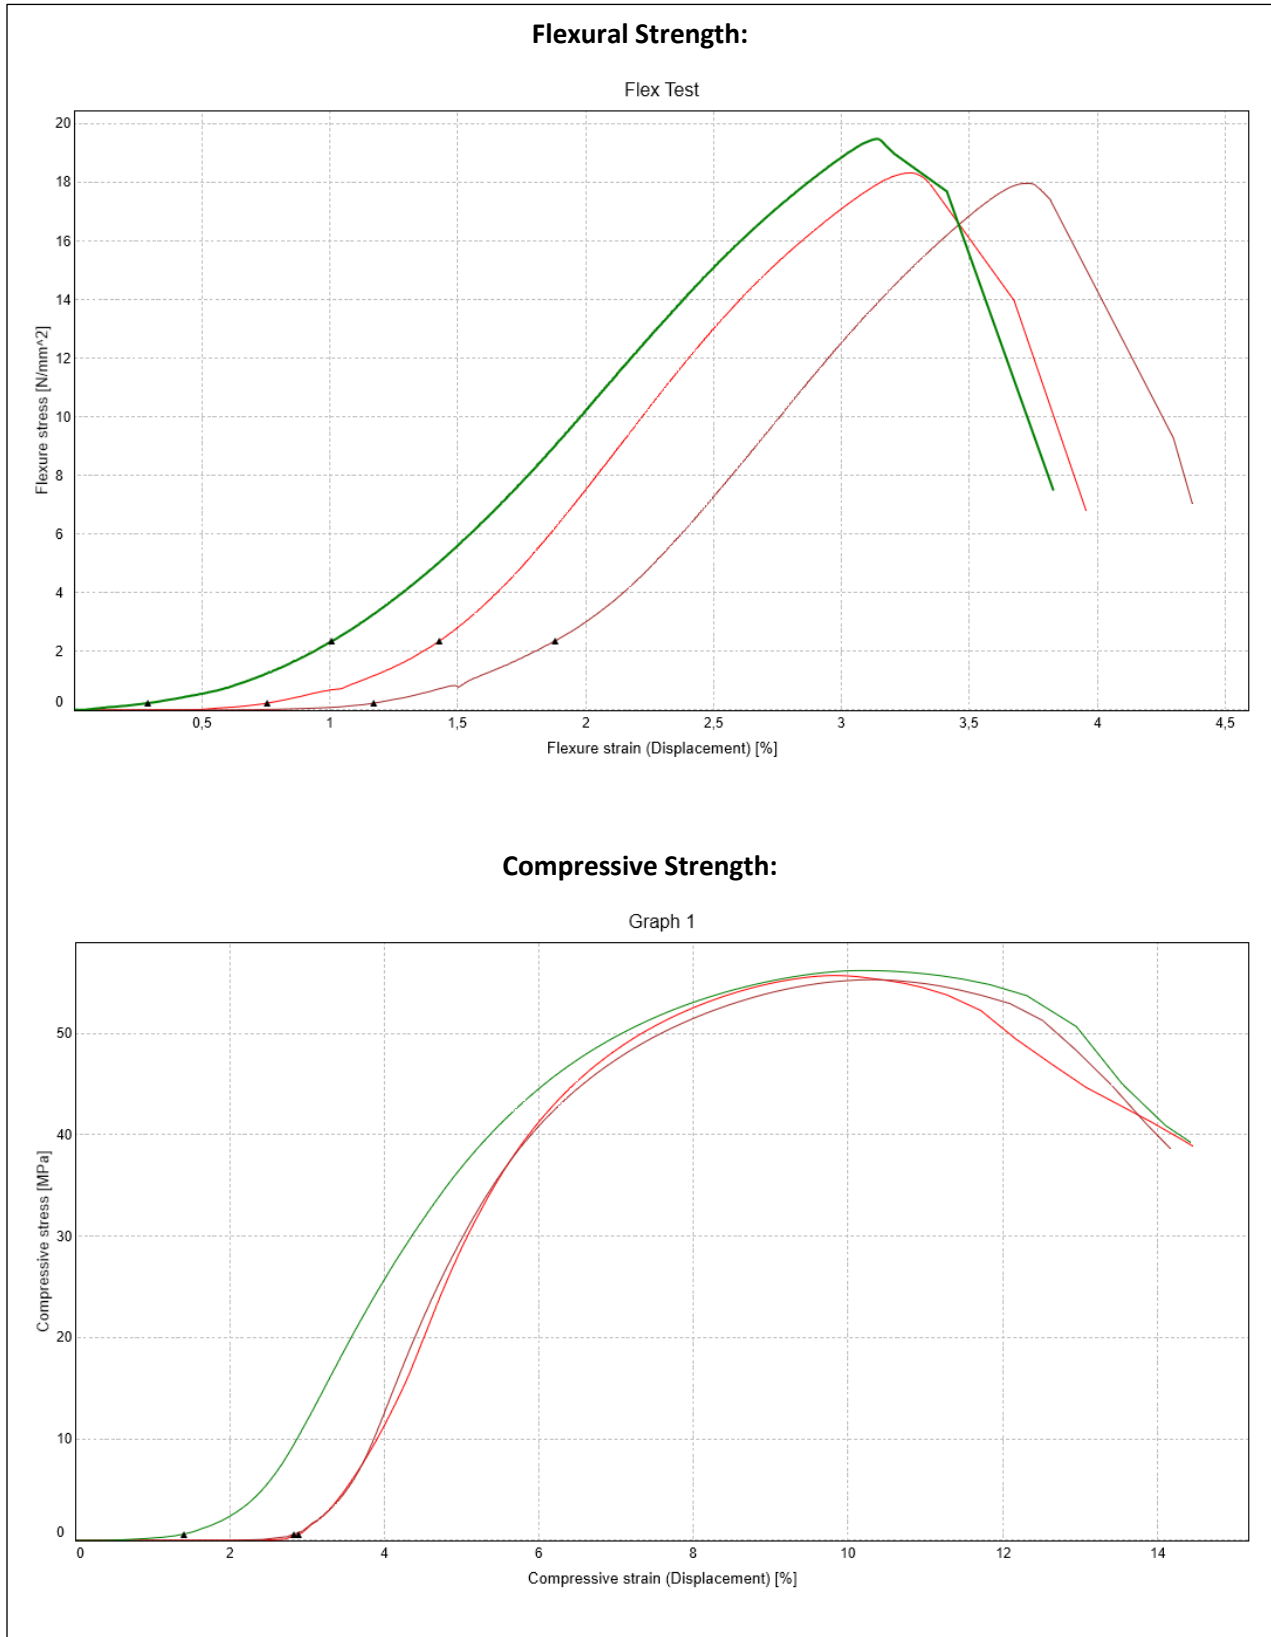 Flexural Strength:
Flex Test
Flexure stress [N/mm^2]
20
18
16
14
12
10
8
6
4
2
0
0,5 1 1,5 2 2,5 3 3,5 4 4,5
Flexure strain (Displacement) [%]
Compressive Strength:
Graph 1
Compressive stress [MPa]
50
40
30
20
10
0
0 2 4 6 8 10 12 14
Compressive strain (Displacement) [%]